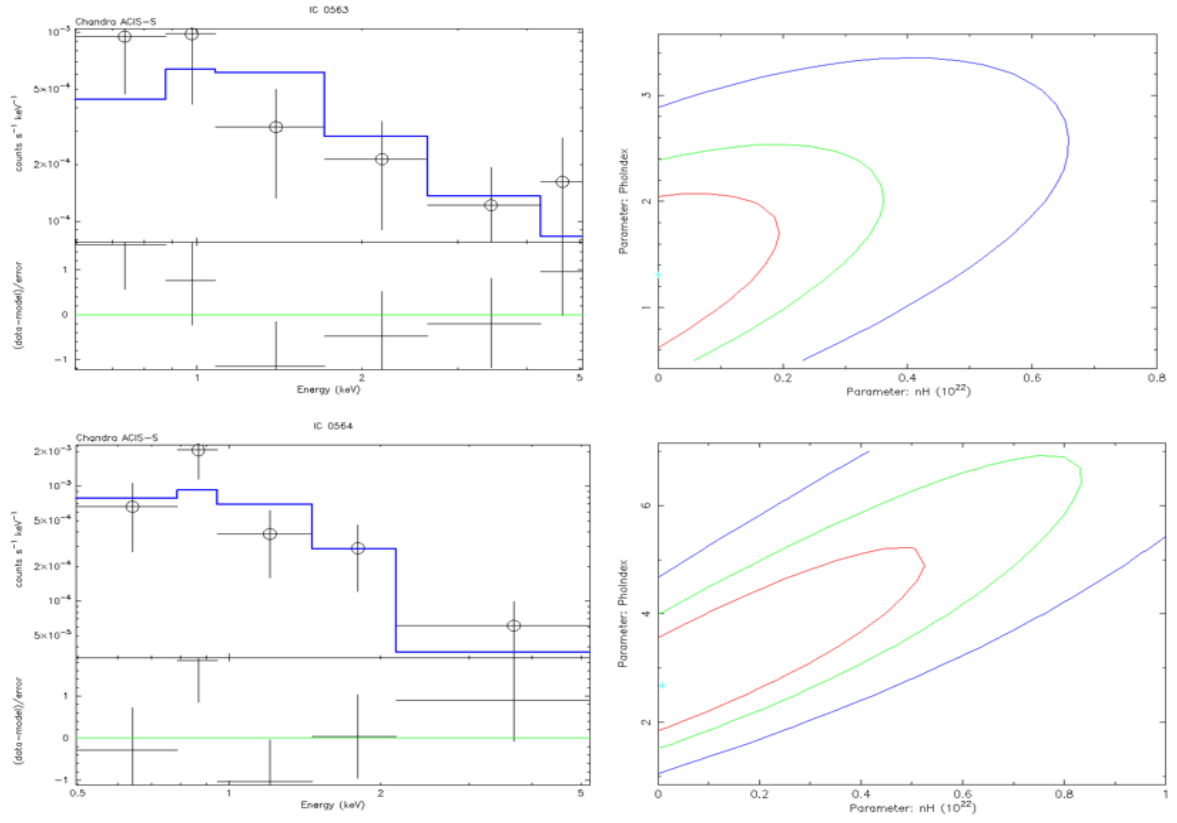 IC 0563
Chandra ACIS-S
10⁻³
5×10⁻⁴
2×10⁻⁴
10⁻⁴
counts s⁻¹ keV⁻¹
1
0
-1
(data-model)/error
1
2
5
Energy (keV)
3
2
1
Parameter: PhoIndex
0
0.2
0.4
0.6
0.8
Parameter: nH (10²²)
IC 0564
Chandra ACIS-S
2×10⁻³
10⁻³
5×10⁻⁴
2×10⁻⁴
10⁻⁴
5×10⁻⁵
counts s⁻¹ keV⁻¹
1
0
-1
(data-model)/error
0.5
1
2
5
Energy (keV)
6
4
2
Parameter: PhoIndex
0
0.2
0.4
0.6
0.8
1
Parameter: nH (10²²)